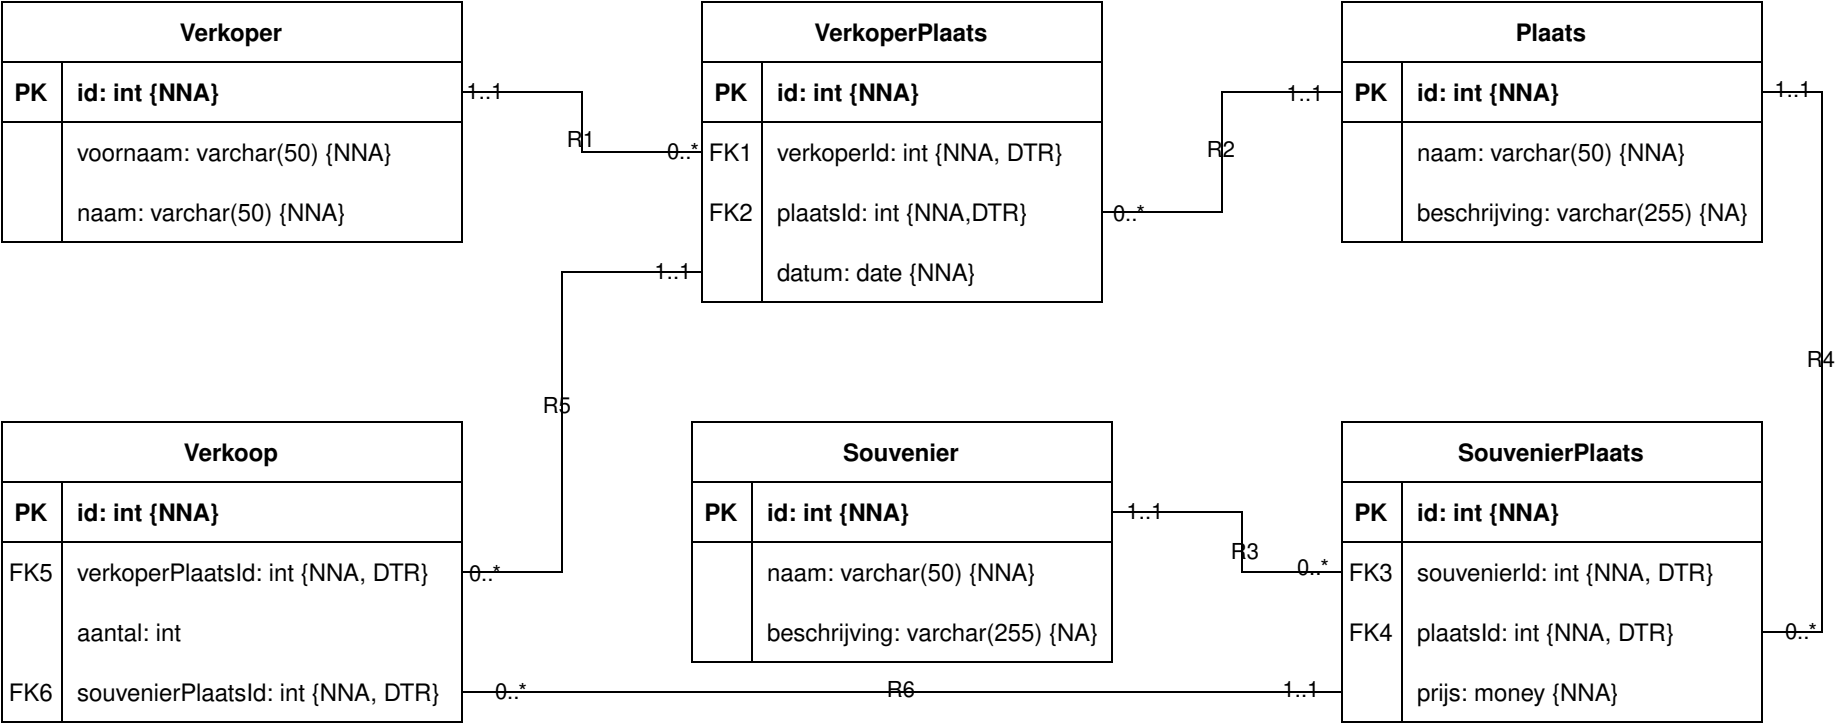 Verkoper
PK id: int {NNA}
voornaam: varchar(50) {NNA}
naam: varchar(50) {NNA}
1..1
R1
0..*
VerkoperPlaats
PK id: int {NNA}
FK1 verkoperId: int {NNA, DTR}
FK2 plaatsId: int {NNA,DTR}
datum: date {NNA}
0..*
R2
1..1
Plaats
PK id: int {NNA}
naam: varchar(50) {NNA}
beschrijving: varchar(255) {NA}
1..1
R4
0..*
1..1
R5
0..*
Verkoop
PK id: int {NNA}
FK5 verkoperPlaatsId: int {NNA, DTR}
aantal: int
FK6 souvenierPlaatsId: int {NNA, DTR}
0..*
R6
1..1
Souvenier
PK id: int {NNA}
naam: varchar(50) {NNA}
beschrijving: varchar(255) {NA}
1..1
R3
0..*
SouvenierPlaats
PK id: int {NNA}
FK3 souvenierId: int {NNA, DTR}
FK4 plaatsId: int {NNA, DTR}
prijs: money {NNA}